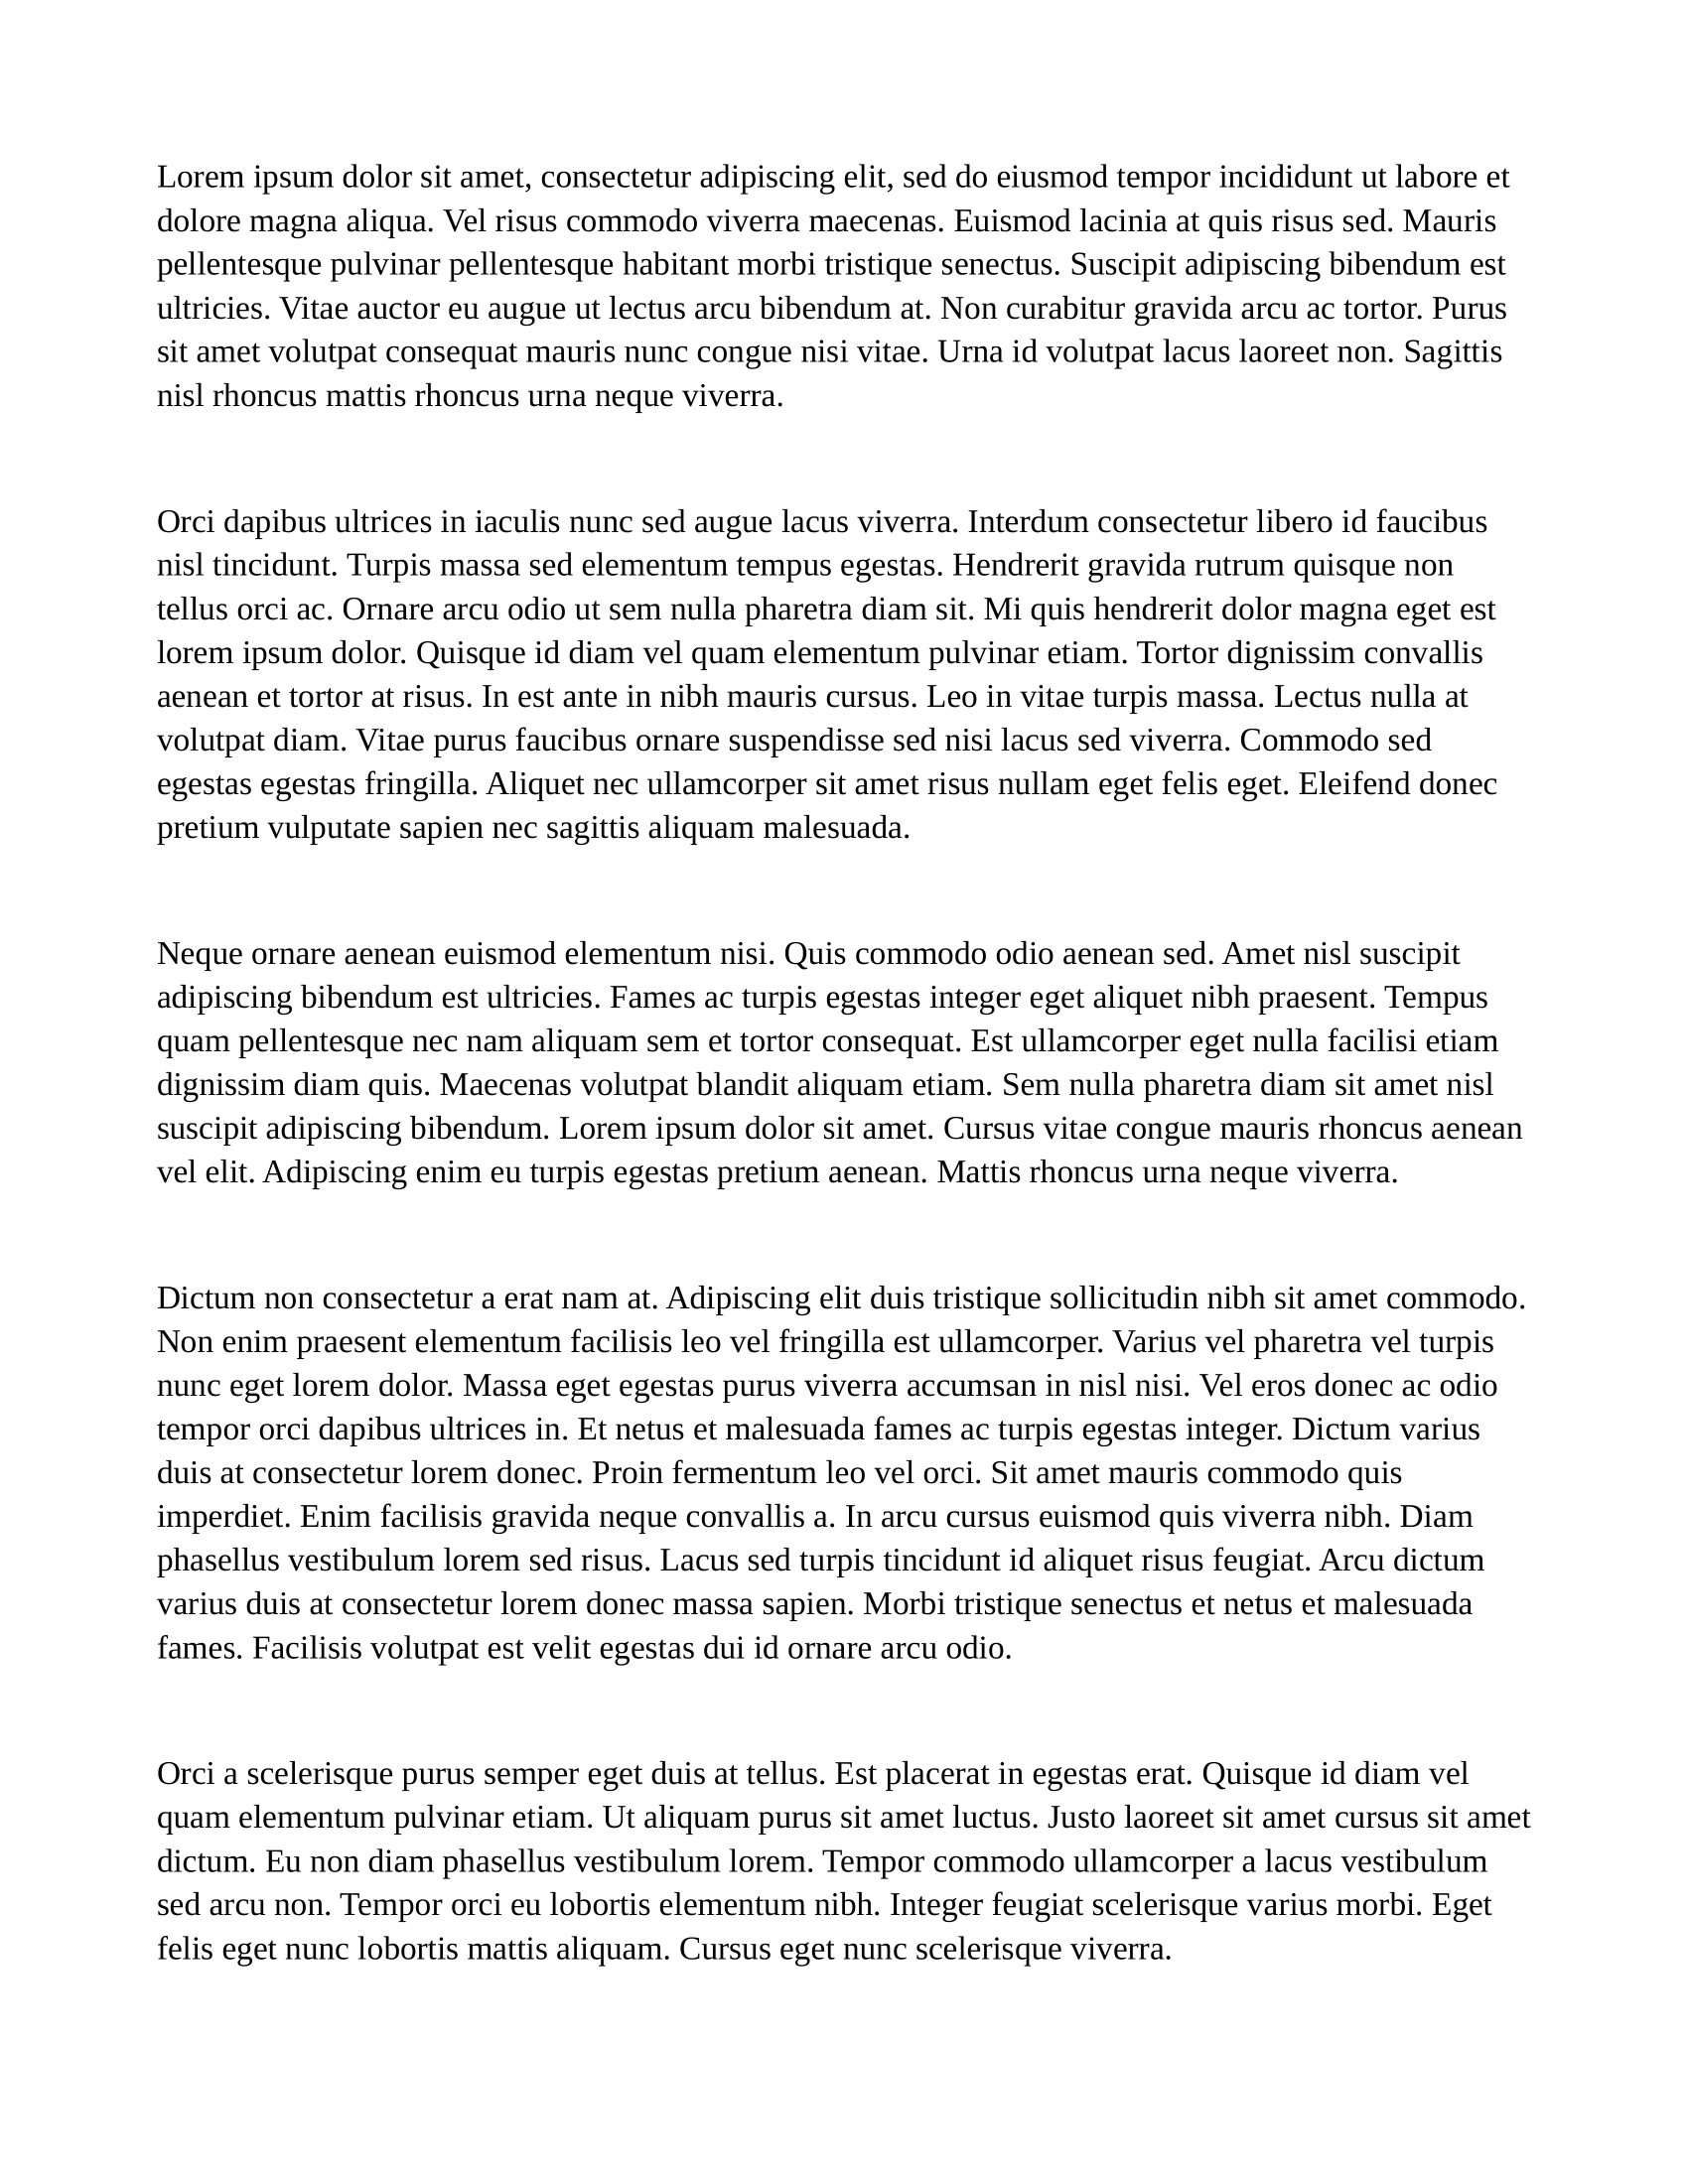 Lorem ipsum dolor sit amet, consectetur adipiscing elit, sed do eiusmod tempor incididunt ut labore et
dolore magna aliqua. Vel risus commodo viverra maecenas. Euismod lacinia at quis risus sed. Mauris
pellentesque pulvinar pellentesque habitant morbi tristique senectus. Suscipit adipiscing bibendum est
ultricies. Vitae auctor eu augue ut lectus arcu bibendum at. Non curabitur gravida arcu ac tortor. Purus
sit amet volutpat consequat mauris nunc congue nisi vitae. Urna id volutpat lacus laoreet non. Sagittis
nisl rhoncus mattis rhoncus urna neque viverra.
Orci dapibus ultrices in iaculis nunc sed augue lacus viverra. Interdum consectetur libero id faucibus
nisl tincidunt. Turpis massa sed elementum tempus egestas. Hendrerit gravida rutrum quisque non
tellus orci ac. Ornare arcu odio ut sem nulla pharetra diam sit. Mi quis hendrerit dolor magna eget est
lorem ipsum dolor. Quisque id diam vel quam elementum pulvinar etiam. Tortor dignissim convallis
aenean et tortor at risus. In est ante in nibh mauris cursus. Leo in vitae turpis massa. Lectus nulla at
volutpat diam. Vitae purus faucibus ornare suspendisse sed nisi lacus sed viverra. Commodo sed
egestas egestas fringilla. Aliquet nec ullamcorper sit amet risus nullam eget felis eget. Eleifend donec
pretium vulputate sapien nec sagittis aliquam malesuada.
Neque ornare aenean euismod elementum nisi. Quis commodo odio aenean sed. Amet nisl suscipit
adipiscing bibendum est ultricies. Fames ac turpis egestas integer eget aliquet nibh praesent. Tempus
quam pellentesque nec nam aliquam sem et tortor consequat. Est ullamcorper eget nulla facilisi etiam
dignissim diam quis. Maecenas volutpat blandit aliquam etiam. Sem nulla pharetra diam sit amet nisl
suscipit adipiscing bibendum. Lorem ipsum dolor sit amet. Cursus vitae congue mauris rhoncus aenean
vel elit. Adipiscing enim eu turpis egestas pretium aenean. Mattis rhoncus urna neque viverra.
Dictum non consectetur a erat nam at. Adipiscing elit duis tristique sollicitudin nibh sit amet commodo.
Non enim praesent elementum facilisis leo vel fringilla est ullamcorper. Varius vel pharetra vel turpis
nunc eget lorem dolor. Massa eget egestas purus viverra accumsan in nisl nisi. Vel eros donec ac odio
tempor orci dapibus ultrices in. Et netus et malesuada fames ac turpis egestas integer. Dictum varius
duis at consectetur lorem donec. Proin fermentum leo vel orci. Sit amet mauris commodo quis
imperdiet. Enim facilisis gravida neque convallis a. In arcu cursus euismod quis viverra nibh. Diam
phasellus vestibulum lorem sed risus. Lacus sed turpis tincidunt id aliquet risus feugiat. Arcu dictum
varius duis at consectetur lorem donec massa sapien. Morbi tristique senectus et netus et malesuada
fames. Facilisis volutpat est velit egestas dui id ornare arcu odio.
Orci a scelerisque purus semper eget duis at tellus. Est placerat in egestas erat. Quisque id diam vel
quam elementum pulvinar etiam. Ut aliquam purus sit amet luctus. Justo laoreet sit amet cursus sit amet
dictum. Eu non diam phasellus vestibulum lorem. Tempor commodo ullamcorper a lacus vestibulum
sed arcu non. Tempor orci eu lobortis elementum nibh. Integer feugiat scelerisque varius morbi. Eget
felis eget nunc lobortis mattis aliquam. Cursus eget nunc scelerisque viverra.